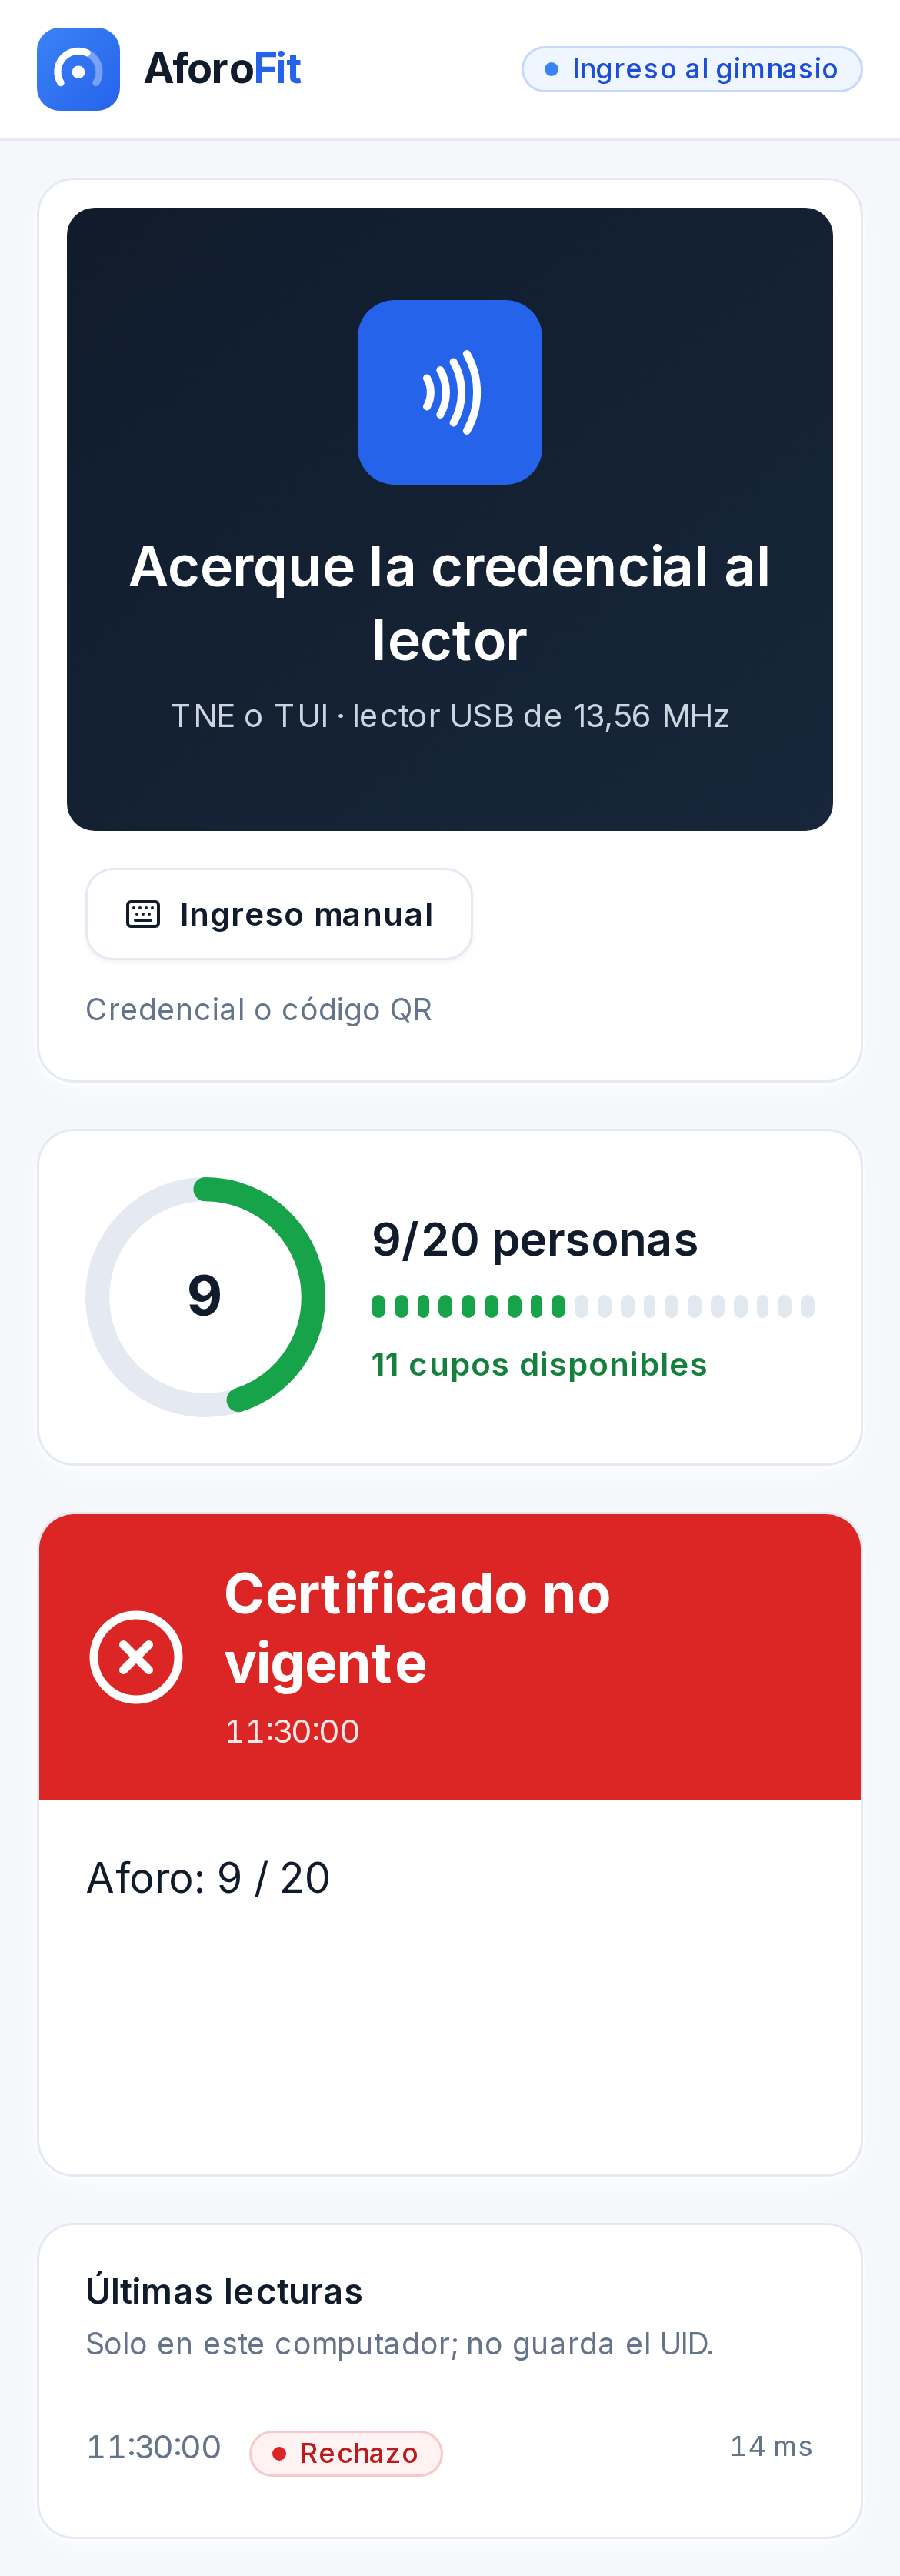 AforoFit
Ingreso al gimnasio
Acerque la credencial al
lector
TNE o TUI · lector USB de 13,56 MHz
Ingreso manual
Credencial o código QR
9
9/20 personas
11 cupos disponibles
Certificado no
vigente
11:30:00
Aforo: 9 / 20
Últimas lecturas
Solo en este computador; no guarda el UID.
11:30:00 Rechazo 14 ms